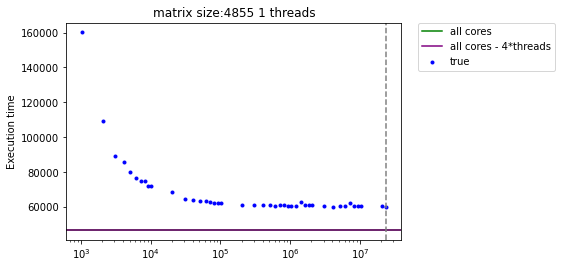 matrix size:4855 1 threads
160000
140000
120000
100000
80000
60000
Execution time
10³
10⁴
10⁵
10⁶
10⁷
all cores
all cores - 4*threads
true